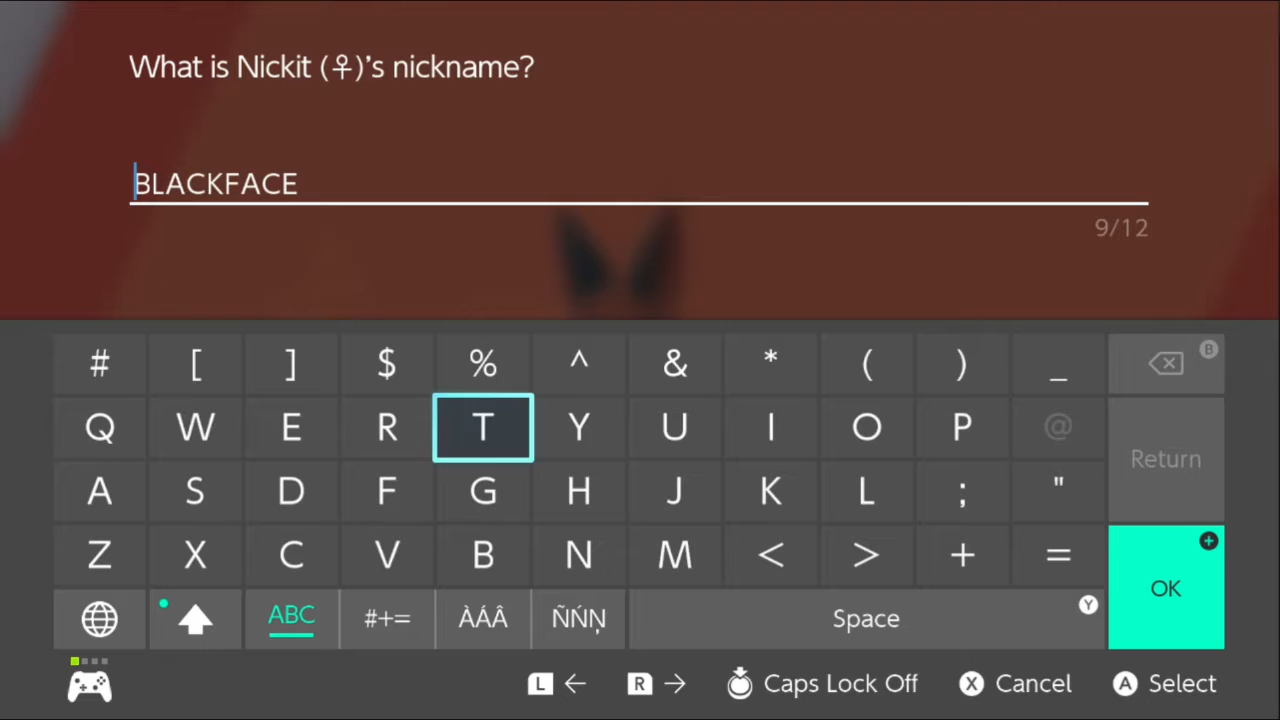 What is Nickit (♀)'s nickname?
BLACKFACE
9/12
# [ ] $ % ^ & * ( ) _ B
Q W E R T Y U I O P @ Return
A S D F G H J K L ; "
Z X C V B N M < > + = OK +
ABC #+= ÀÁÂ ÑŃŅ Space Y
L ← R → Caps Lock Off X Cancel A Select